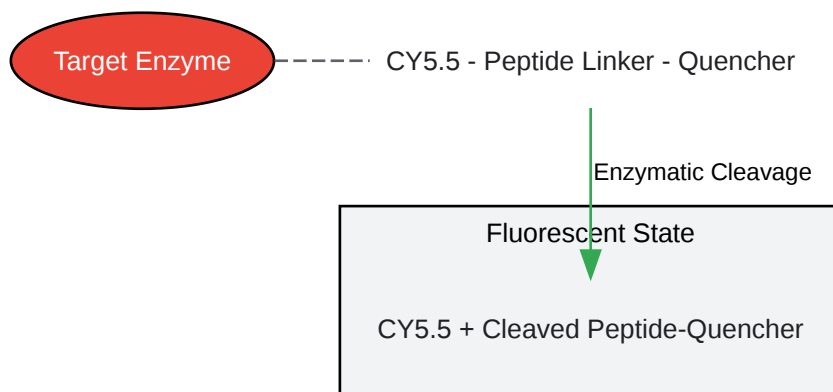 Target Enzyme
CY5.5 - Peptide Linker - Quencher
Enzymatic Cleavage
Fluorescent State
CY5.5 + Cleaved Peptide-Quencher